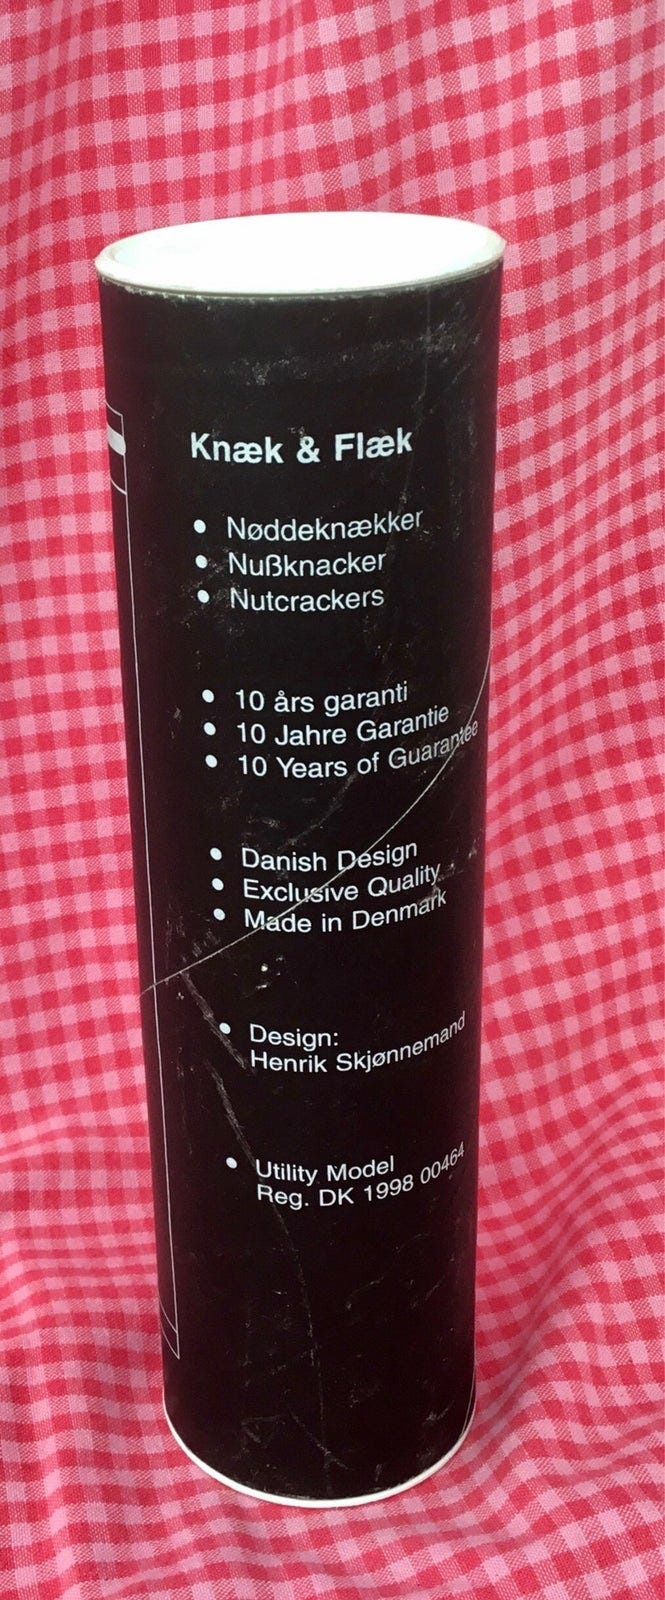 Knæk & Flæk
• Nøddeknækker
• Nußknacker
• Nutcrackers
• 10 års garanti
• 10 Jahre Garantie
• 10 Years of Guarantee
• Danish Design
• Exclusive Quality
• Made in Denmark
• Design:
Henrik Skjønnemand
• Utility Model
Reg. DK 1998 00464